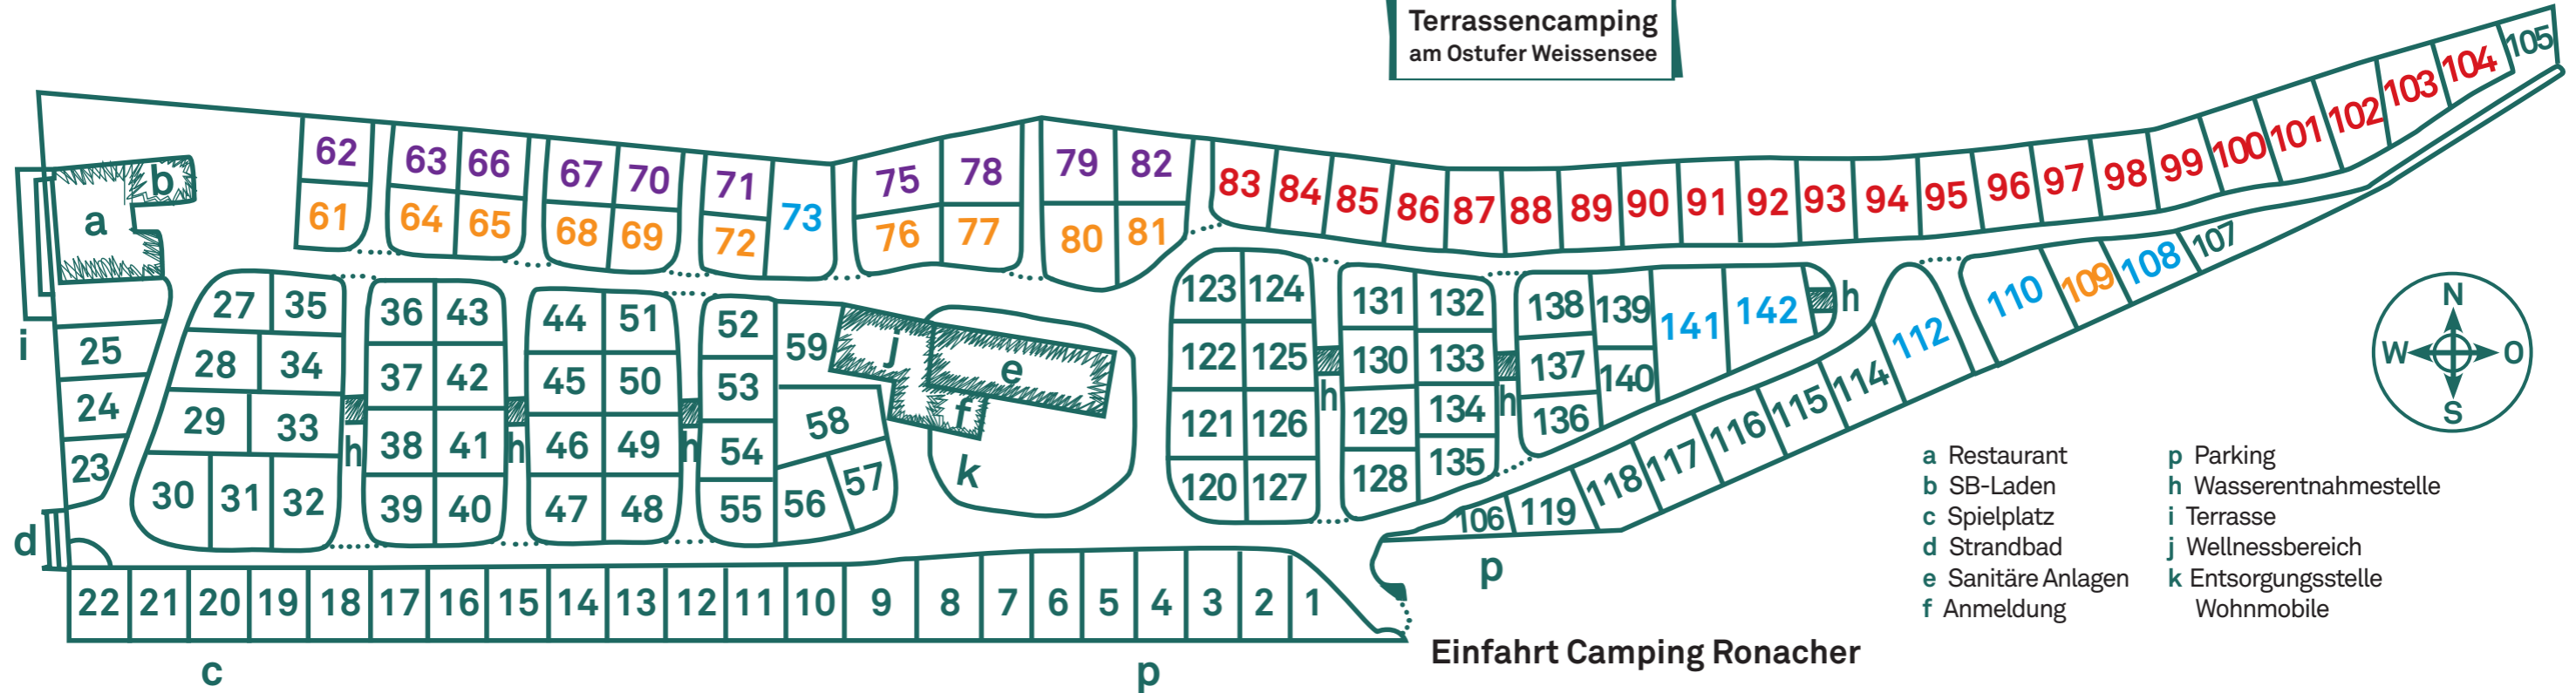 Terrassencamping
am Ostufer Weissensee
62 63 66 67 70 71 73 75 78 79 82
61 64 65 68 69 72 76 77 80 81
83 84 85 86 87 88 89 90 91 92 93 94 95 96 97 98 99 100 101 102 103 104 105
a b
i
25
24
23
d
27 35
28 34
29 33
30 31 32
h
36 43
37 42
38 41
39 40
h
44 51
45 50
46 49
47 48
h
52 59
53 58
54 57
55 56
j e
f
k
123 124
122 125
121 126
120 127
h
131 132
130 133
129 134
128 135
h
138 139 141 142 h
137 140
136
112 110 109 108 107
106 119 118 117 116 115 114
p
22 21 20 19 18 17 16 15 14 13 12 11 10 9 8 7 6 5 4 3 2 1
c p
Einfahrt Camping Ronacher
N
W O
S
a Restaurant
b SB-Laden
c Spielplatz
d Strandbad
e Sanitäre Anlagen
f Anmeldung
p Parking
h Wasserentnahmestelle
i Terrasse
j Wellnessbereich
k Entsorgungsstelle
Wohnmobile